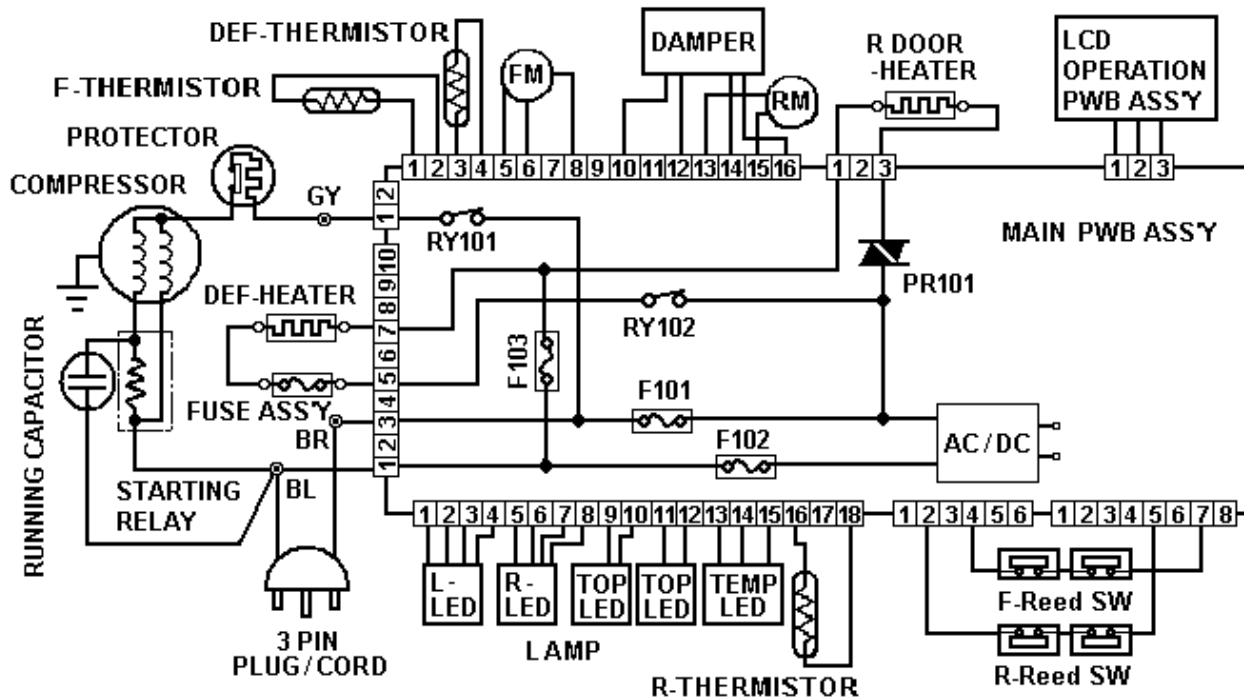 DEF-THERMISTOR
F-THERMISTOR
PROTECTOR
COMPRESSOR
FM
DAMPER
RM
R DOOR
-HEATER
LCD
OPERATION
PWB ASS'Y
1 2 3 4 5 6 7 8 9 10 11 12 13 14 15 16
1 2 3
1 2 3
GY
2
1
RY101
MAIN PWB ASS'Y
10
9
8
7
6
5
4
3
2
1
PR101
DEF-HEATER
RY102
F103
FUSE ASS'Y
BR
F101
F102
AC/DC
RUNNING CAPACITOR
STARTING
RELAY
BL
1 2 3 4 5 6 7 8 9 10 11 12 13 14 15 16 17 18
1 2 3 4 5 6
1 2 3 4 5 6 7 8
L-
LED
R-
LED
TOP
LED
TOP
LED
TEMP
LED
LAMP
3 PIN
PLUG/CORD
R-THERMISTOR
F-Reed SW
R-Reed SW